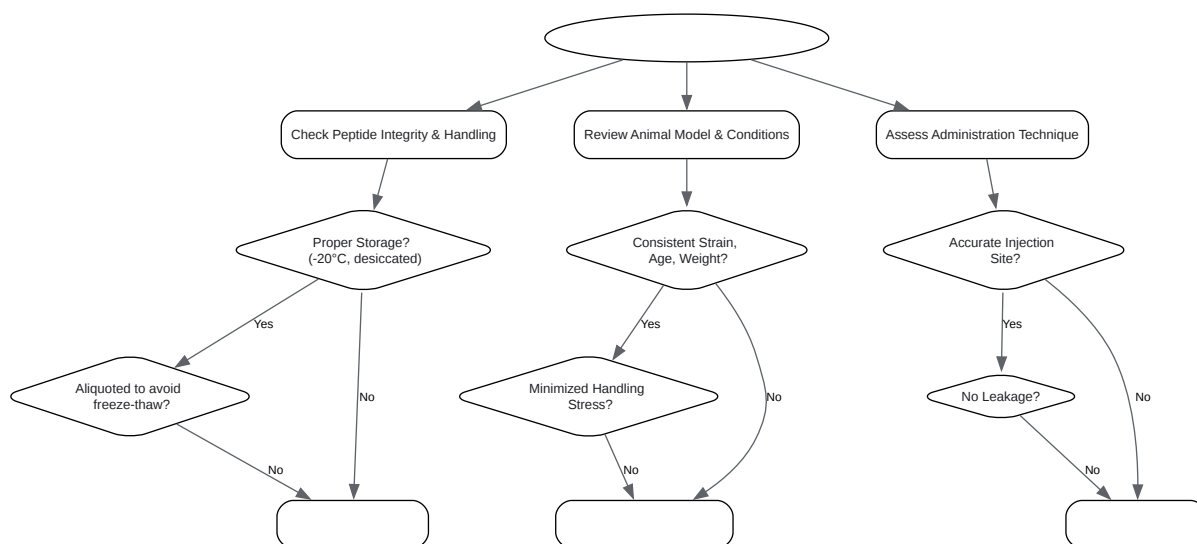 Check Peptide Integrity & Handling
Review Animal Model & Conditions
Assess Administration Technique
Proper Storage?
(-20°C, desiccated)
Consistent Strain,
Age, Weight?
Accurate Injection
Site?
Yes
Yes
Yes
Aliquoted to avoid
freeze-thaw?
No
Minimized Handling
Stress?
No
No Leakage?
No
No
No
No